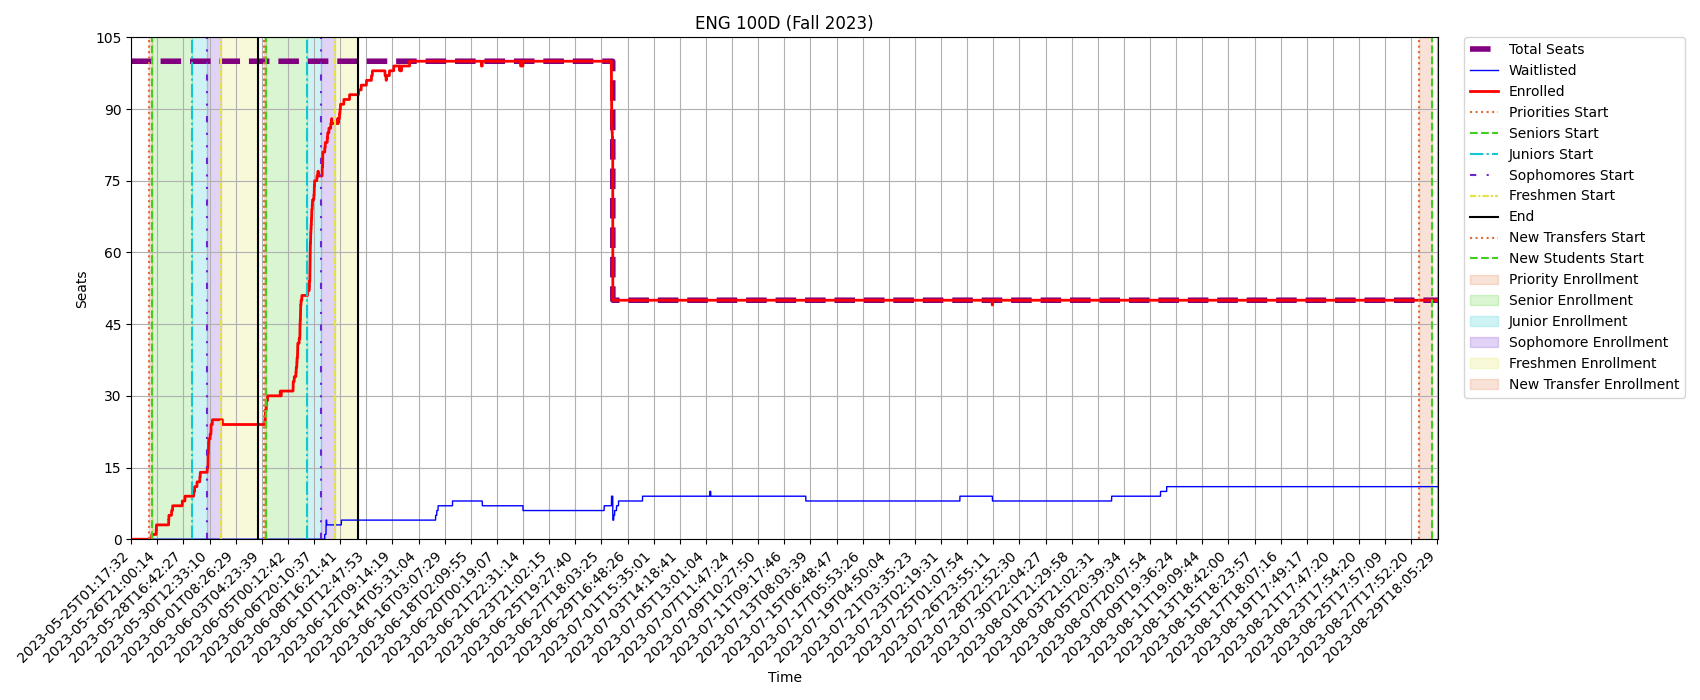 ENG 100D (Fall 2023)
105
90
75
60
45
30
15
0
Seats
2023-05-25T01:17:32
2023-05-26T21:00:14
2023-05-28T16:42:27
2023-05-30T12:33:10
2023-06-01T08:26:29
2023-06-03T04:23:39
2023-06-05T00:12:42
2023-06-06T20:10:37
2023-06-08T16:21:41
2023-06-10T12:47:53
2023-06-12T09:14:19
2023-06-14T15:31:04
2023-06-16T03:07:29
2023-06-18T02:09:55
2023-06-20T00:19:07
2023-06-21T22:31:14
2023-06-23T21:02:15
2023-06-25T19:27:40
2023-06-27T18:03:25
2023-06-29T16:48:26
2023-07-01T15:35:01
2023-07-03T14:18:41
2023-07-05T13:01:04
2023-07-07T11:47:24
2023-07-09T10:27:50
2023-07-11T09:17:46
2023-07-13T08:03:39
2023-07-15T06:48:47
2023-07-17T05:53:26
2023-07-19T04:50:04
2023-07-21T03:35:23
2023-07-23T02:19:31
2023-07-25T01:07:54
2023-07-26T23:55:11
2023-07-28T22:52:30
2023-07-30T22:04:27
2023-08-01T21:29:58
2023-08-03T21:02:31
2023-08-05T20:39:34
2023-08-07T20:07:54
2023-08-09T19:36:24
2023-08-11T19:09:44
2023-08-13T18:42:00
2023-08-15T18:23:57
2023-08-17T18:07:16
2023-08-19T17:49:17
2023-08-21T17:47:20
2023-08-23T17:54:20
2023-08-25T17:57:09
2023-08-27T17:52:20
2023-08-29T18:05:29
Time
Total Seats
Waitlisted
Enrolled
Priorities Start
Seniors Start
Juniors Start
Sophomores Start
Freshmen Start
End
New Transfers Start
New Students Start
Priority Enrollment
Senior Enrollment
Junior Enrollment
Sophomore Enrollment
Freshmen Enrollment
New Transfer Enrollment